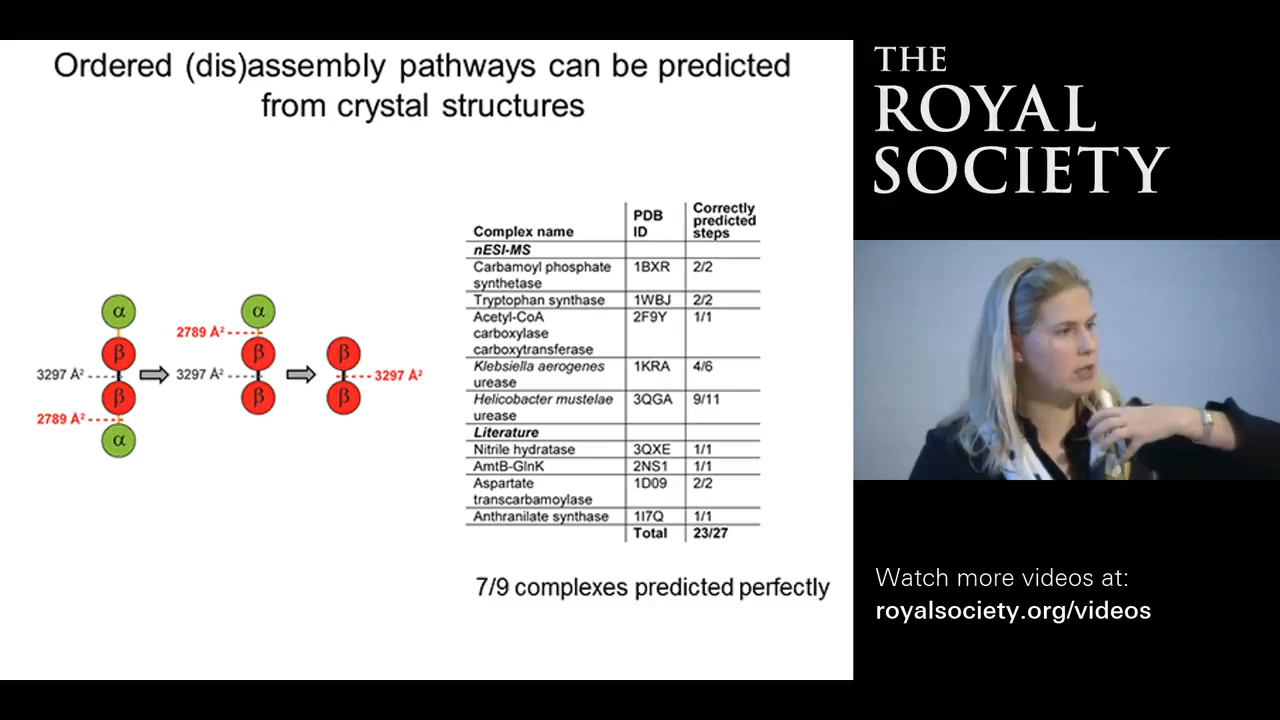 Ordered (dis)assembly pathways can be predicted
from crystal structures
α
β
3297 Å²
β
2789 Å²
α
α
2789 Å²
β
3297 Å²
β
β
3297 Å²
β
Complex name PDB ID Correctly predicted steps
nESI-MS
Carbamoyl phosphate synthetase 1BXR 2/2
Tryptophan synthase 1WBJ 2/2
Acetyl-CoA carboxylase carboxytransferase 2F9Y 1/1
Klebsiella aerogenes urease 1KRA 4/6
Helicobacter mustelae urease 3QGA 9/11
Literature
Nitrile hydratase 3QXE 1/1
AmtB-GlnK 2NS1 1/1
Aspartate transcarbamoylase 1D09 2/2
Anthranilate synthase 1I7Q 1/1
Total 23/27
7/9 complexes predicted perfectly
THE
ROYAL
SOCIETY
Watch more videos at:
royalsociety.org/videos